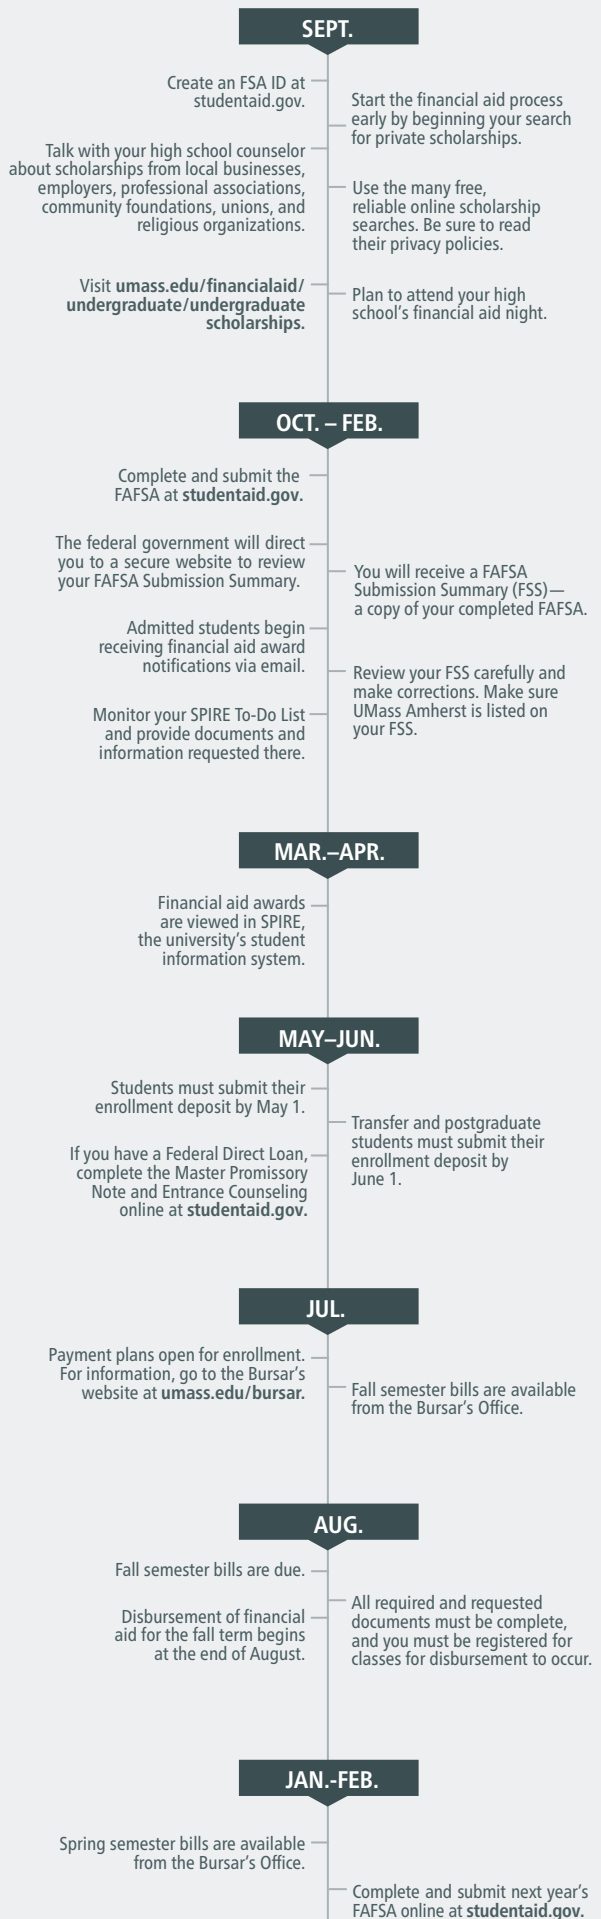 SEPT.
Create an FSA ID at
studentaid.gov.
Start the financial aid process
early by beginning your search
for private scholarships.
Talk with your high school counselor
about scholarships from local businesses,
employers, professional associations,
community foundations, unions, and
religious organizations.
Use the many free,
reliable online scholarship
searches. Be sure to read
their privacy policies.
Visit umass.edu/financialaid/
undergraduate/undergraduate
scholarships.
Plan to attend your high
school's financial aid night.
OCT. – FEB.
Complete and submit the
FAFSA at studentaid.gov.
The federal government will direct
you to a secure website to review
your FAFSA Submission Summary.
You will receive a FAFSA
Submission Summary (FSS)—
a copy of your completed FAFSA.
Admitted students begin
receiving financial aid award
notifications via email.
Review your FSS carefully and
make corrections. Make sure
UMass Amherst is listed on
your FSS.
Monitor your SPIRE To-Do List
and provide documents and
information requested there.
MAR.–APR.
Financial aid awards
are viewed in SPIRE,
the university's student
information system.
MAY–JUN.
Students must submit their
enrollment deposit by May 1.
Transfer and postgraduate
students must submit their
enrollment deposit by
June 1.
If you have a Federal Direct Loan,
complete the Master Promissory
Note and Entrance Counseling
online at studentaid.gov.
JUL.
Payment plans open for enrollment.
For information, go to the Bursar's
website at umass.edu/bursar.
Fall semester bills are available
from the Bursar's Office.
AUG.
Fall semester bills are due.
All required and requested
documents must be complete,
and you must be registered for
classes for disbursement to occur.
Disbursement of financial
aid for the fall term begins
at the end of August.
JAN.-FEB.
Spring semester bills are available
from the Bursar's Office.
Complete and submit next year's
FAFSA online at studentaid.gov.